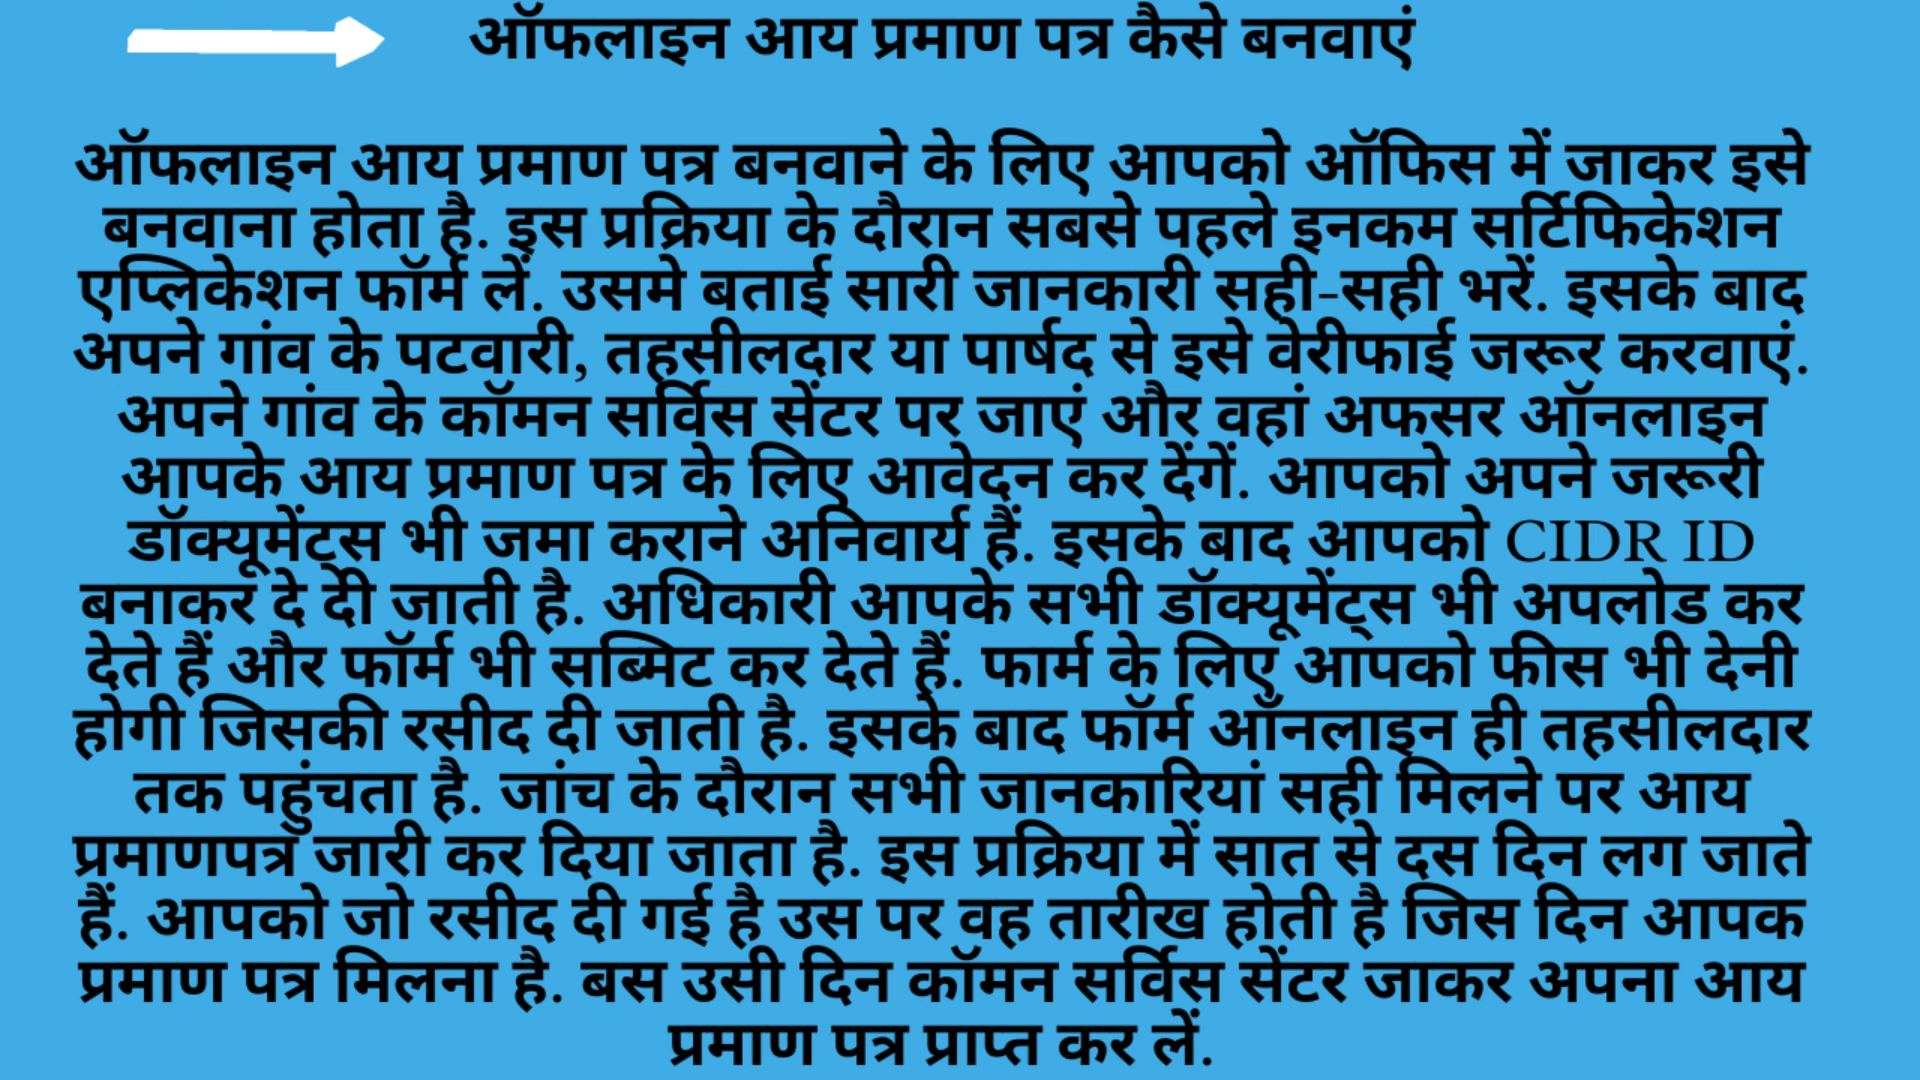 ऑफलाइन आय प्रमाण पत्र कैसे बनवाएं
ऑफलाइन आय प्रमाण पत्र बनवाने के लिए आपको ऑफिस में जाकर इसे
बनवाना होता है. इस प्रक्रिया के दौरान सबसे पहले इनकम सर्टिफिकेशन
एप्लिकेशन फॉर्म लें. उसमे बताई सारी जानकारी सही-सही भरें. इसके बाद
अपने गांव के पटवारी, तहसीलदार या पार्षद से इसे वेरीफाई जरूर करवाएं.
अपने गांव के कॉमन सर्विस सेंटर पर जाएं और वहां अफसर ऑनलाइन
आपके आय प्रमाण पत्र के लिए आवेदन कर देंगें. आपको अपने जरूरी
डॉक्यूमेंट्स भी जमा कराने अनिवार्य हैं. इसके बाद आपको CIDR ID
बनाकर दे दी जाती है. अधिकारी आपके सभी डॉक्यूमेंट्स भी अपलोड कर
देते हैं और फॉर्म भी सब्मिट कर देते हैं. फार्म के लिए आपको फीस भी देनी
होगी जिसकी रसीद दी जाती है. इसके बाद फॉर्म ऑनलाइन ही तहसीलदार
तक पहुंचता है. जांच के दौरान सभी जानकारियां सही मिलने पर आय
प्रमाणपत्र जारी कर दिया जाता है. इस प्रक्रिया में सात से दस दिन लग जाते
हैं. आपको जो रसीद दी गई है उस पर वह तारीख होती है जिस दिन आपक
प्रमाण पत्र मिलना है. बस उसी दिन कॉमन सर्विस सेंटर जाकर अपना आय
प्रमाण पत्र प्राप्त कर लें.